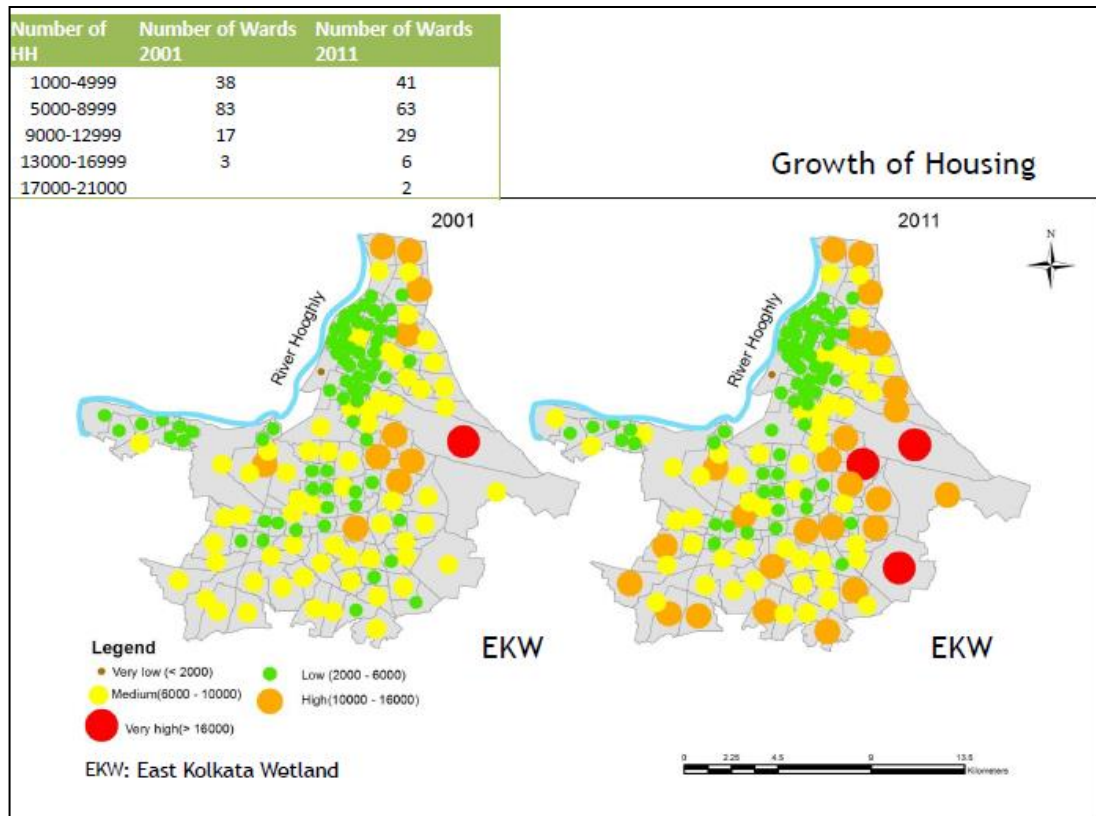 Number of HH Number of Wards 2001 Number of Wards 2011
1000-4999 38 41
5000-8999 83 63
9000-12999 17 29
13000-16999 3 6
17000-21000 2
Growth of Housing
2001
2011
N
River Hooghly
River Hooghly
EKW
EKW
Legend
Very low (< 2000)
Low (2000 - 6000)
Medium(6000 - 10000)
High(10000 - 16000)
Very high(> 16000)
EKW: East Kolkata Wetland
0 2.25 4.5 9 13.5
Kilometers